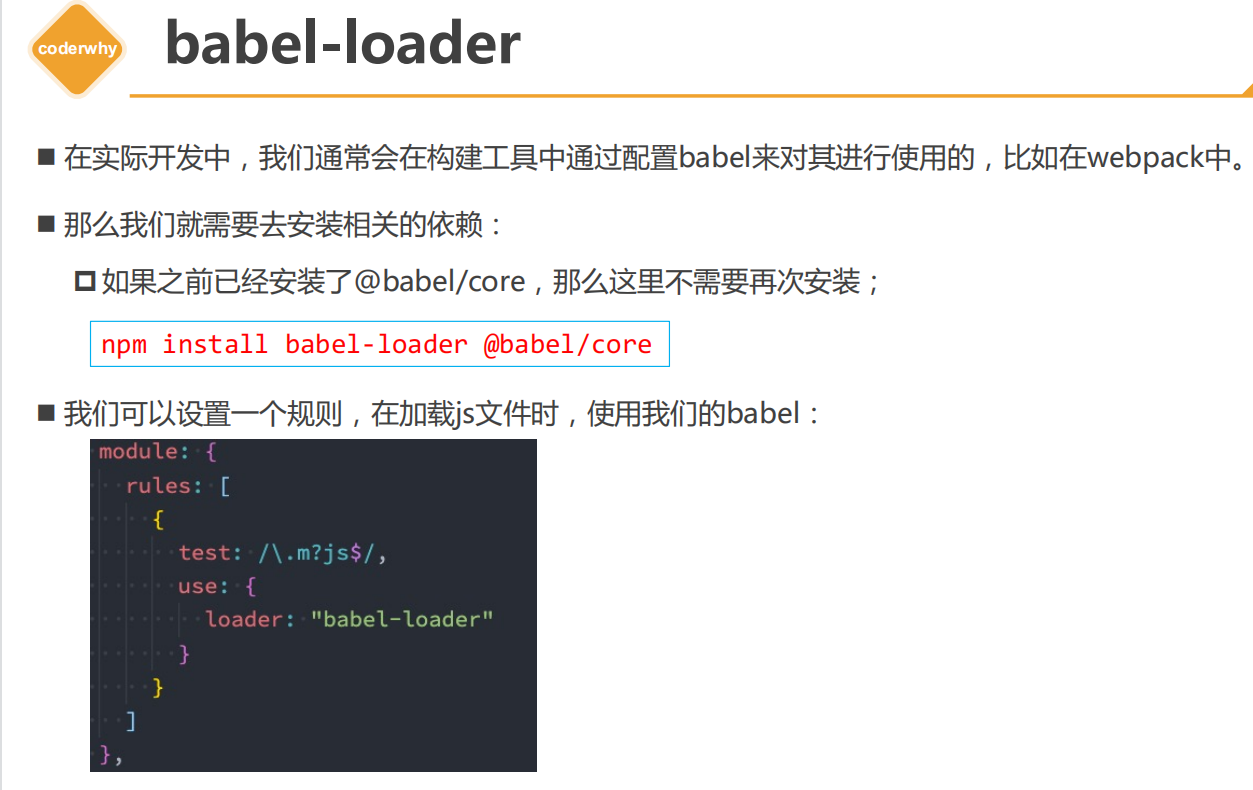 coderwhy
babel-loader
在实际开发中，我们通常会在构建工具中通过配置babel来对其进行使用的，比如在webpack中。
那么我们就需要去安装相关的依赖：
如果之前已经安装了@babel/core，那么这里不需要再次安装；
npm install babel-loader @babel/core
我们可以设置一个规则，在加载js文件时，使用我们的babel：
module: {
rules: [
{
test: /\.m?js$/,
use: {
loader: "babel-loader"
}
}
]
},